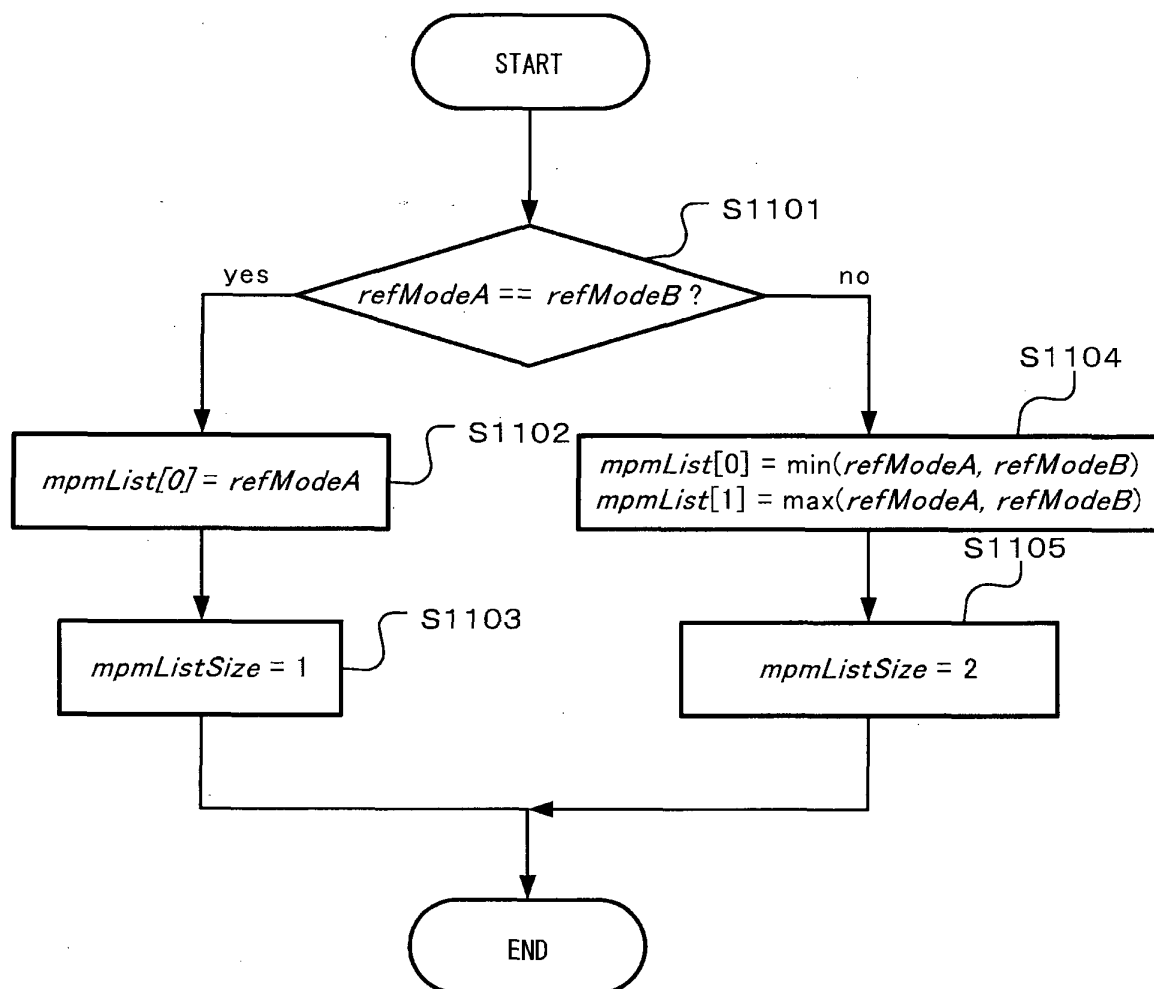 START
S1101
yes
refModeA == refModeB ?
no
S1104
S1102
mpmList[0] = refModeA
mpmList[0] = min(refModeA, refModeB)
mpmList[1] = max(refModeA, refModeB)
S1105
S1103
mpmListSize = 1
mpmListSize = 2
END